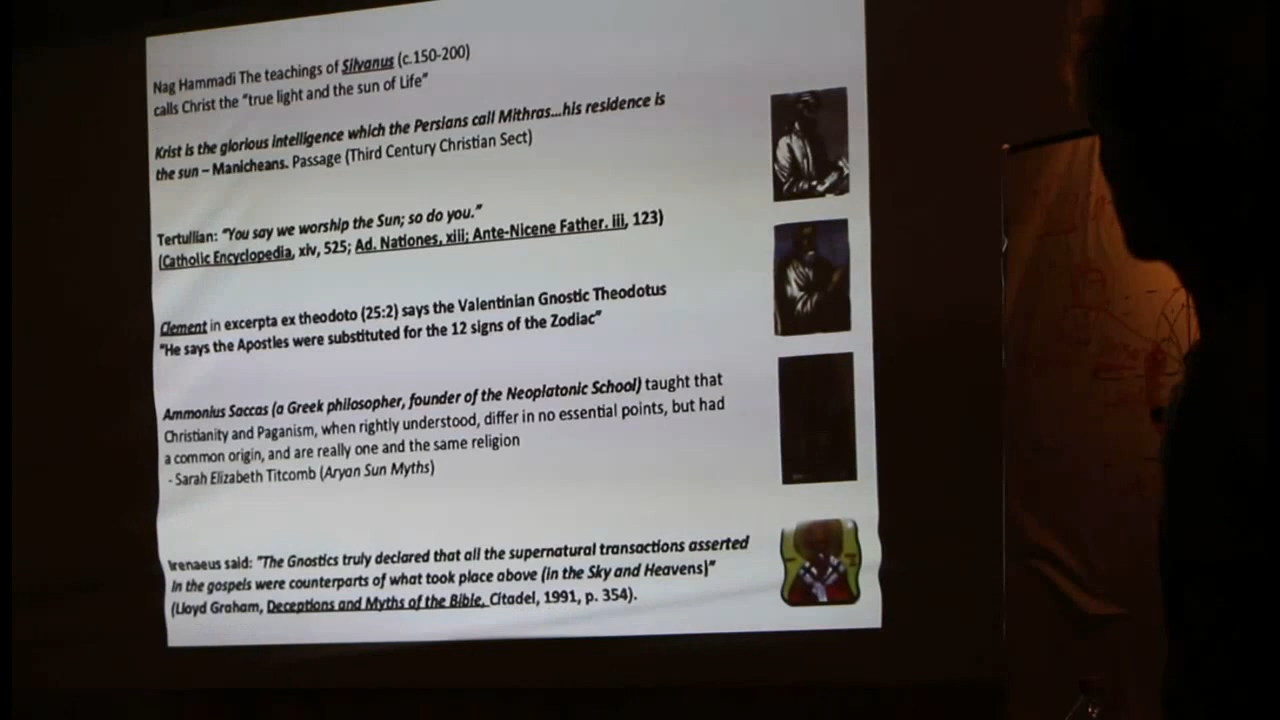 Nag Hammadi The teachings of Silvanus (c.150-200)
calls Christ the "true light and the sun of Life"
Krist is the glorious intelligence which the Persians call Mithras...his residence is
the sun – Manicheans. Passage (Third Century Christian Sect)
Tertullian: "You say we worship the Sun; so do you."
(Catholic Encyclopedia, xiv, 525; Ad. Nationes, xiii; Ante-Nicene Father. iii, 123)
Clement in excerpta ex theodoto (25:2) says the Valentinian Gnostic Theodotus
"He says the Apostles were substituted for the 12 signs of the Zodiac"
Ammonius Saccas (a Greek philosopher, founder of the Neoplatonic School) taught that
Christianity and Paganism, when rightly understood, differ in no essential points, but had
a common origin, and are really one and the same religion
- Sarah Elizabeth Titcomb (Aryan Sun Myths)
Irenaeus said: "The Gnostics truly declared that all the supernatural transactions asserted
in the gospels were counterparts of what took place above (in the Sky and Heavens)"
(Lloyd Graham, Deceptions and Myths of the Bible, Citadel, 1991, p. 354).